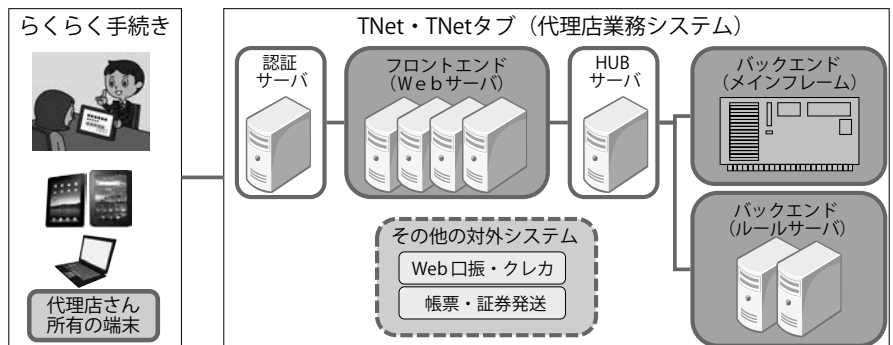 らくらく手続き
代理店さん
所有の端末
TNet・TNetタブ（代理店業務システム）
認証
サーバ
フロントエンド
（Ｗｅｂサーバ）
HUB
サーバ
バックエンド
（メインフレーム）
バックエンド
（ルールサーバ）
その他の対外システム
Web口振・クレカ
帳票・証券発送